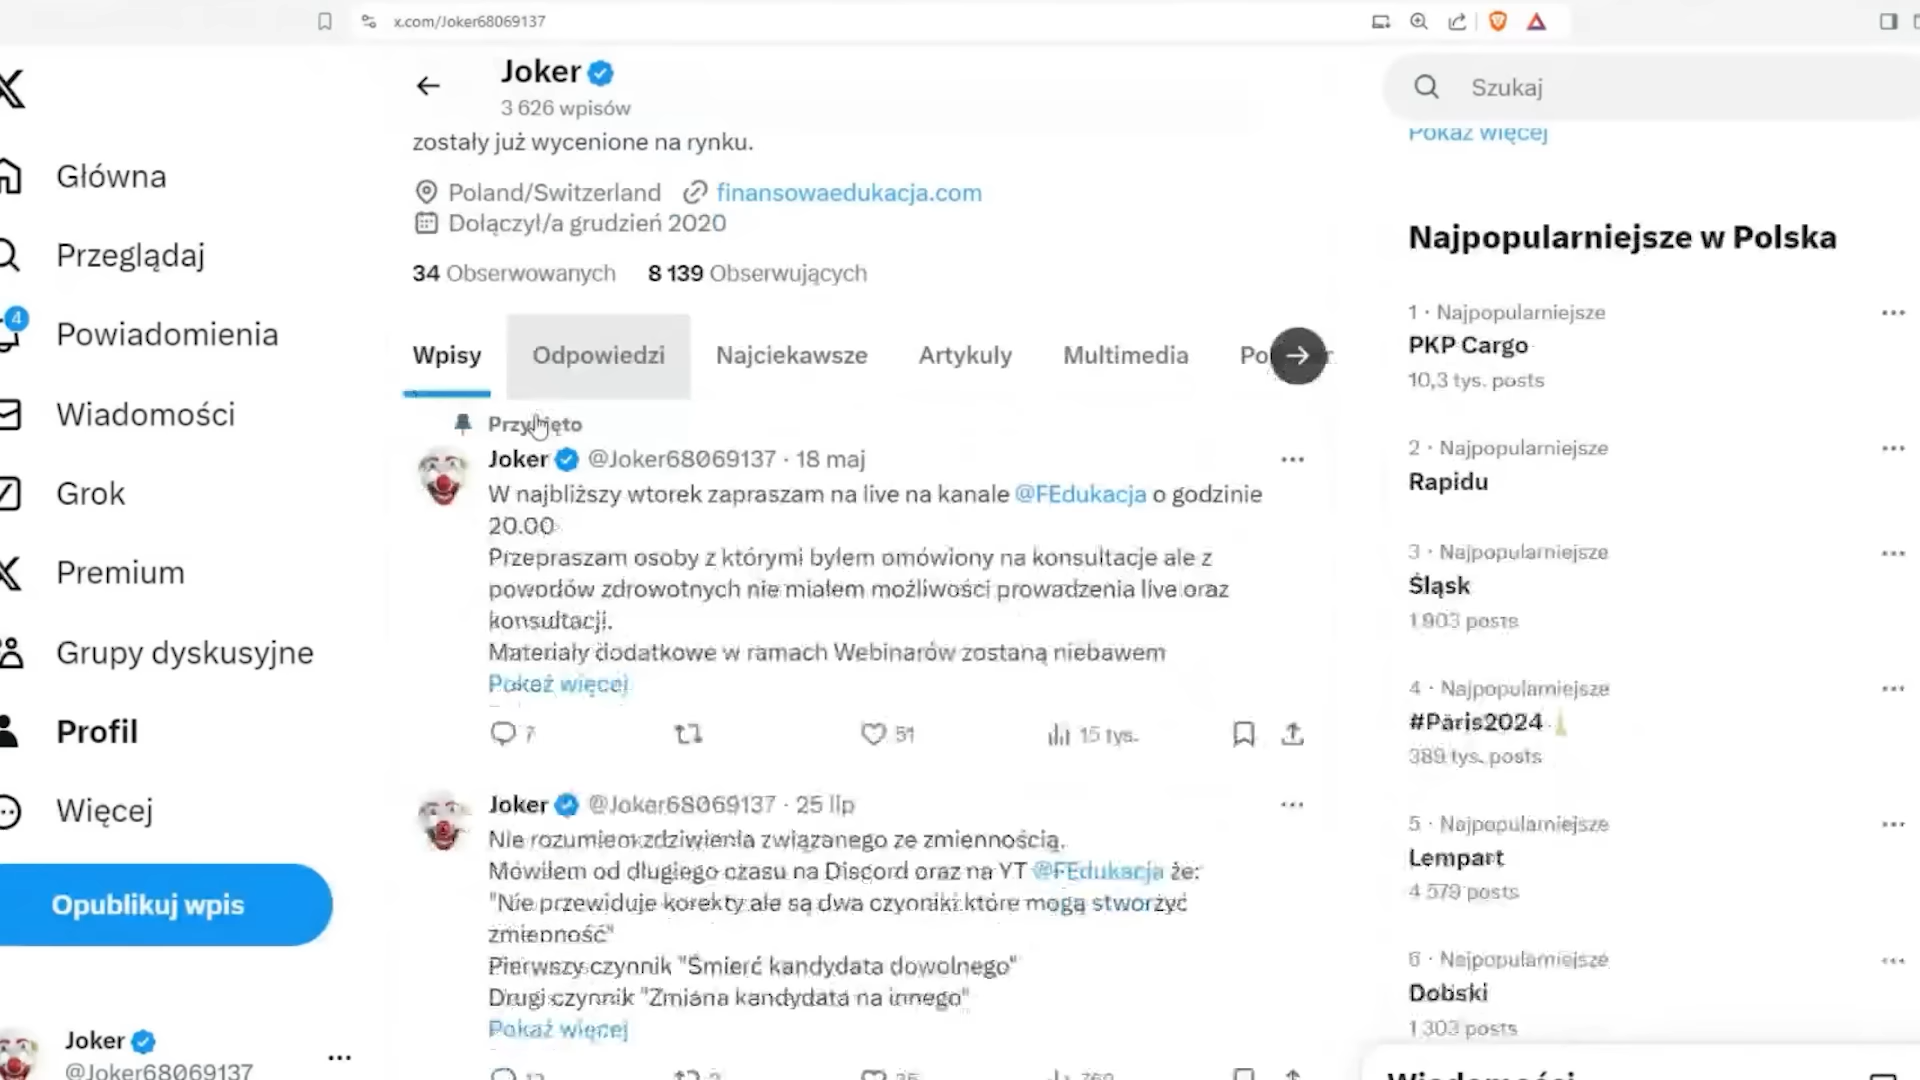 x.com/Joker68069137
Joker
3 626 wpisów
zostały już wycenione na rynku.
Poland/Switzerland finansowaedukacja.com
Dołączył/a grudzień 2020
34 Obserwowanych 8 139 Obserwujących
Wpisy Odpowiedzi Najciekawsze Artykuły Multimedia
Główna
Przeglądaj
4
Powiadomienia
Wiadomości
Grok
Premium
Grupy dyskusyjne
Profil
Więcej
Opublikuj wpis
Joker
@Joker68069137
Przypięto
Joker @Joker68069137 · 18 maj
W najbliższy wtorek zapraszam na live na kanale @FEdukacja o godzinie
20.00
Przepraszam osoby z którymi byłem omówiony na konsultacje ale z
powodów zdrowotnych nie miałem możliwości prowadzenia live oraz
konsultacji.
Materiały dodatkowe w ramach Webinarów zostaną niebawem
Pokaż więcej
7 51 15 tys.
Joker @Joker68069137 · 25 lip
Nie rozumiem zdziwienia związanego ze zmiennością.
Mówiłem od długiego czasu na Discord oraz na YT @FEdukacja że:
"Nie przewiduje korekty ale są dwa czynniki które mogą stworzyć
zmienność"
Pierwszy czynnik "Śmierć kandydata dowolnego"
Drugi czynnik "Zmiana kandydata na innego"
Pokaż więcej
Szukaj
Pokaż więcej
Najpopularniejsze w Polska
1 · Najpopularniejsze
PKP Cargo
10,3 tys. posts
2 · Najpopularniejsze
Rapidu
3 · Najpopularniejsze
Śląsk
1 903 posts
4 · Najpopularniejsze
#Paris2024
389 tys. posts
5 · Najpopularniejsze
Lempart
4 579 posts
6 · Najpopularniejsze
Dobski
1 303 posts
Wiadomości